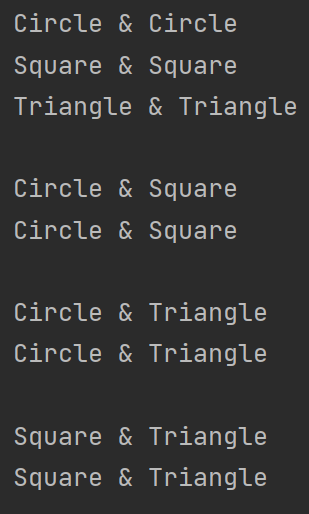 Circle & Circle
Square & Square
Triangle & Triangle
Circle & Square
Circle & Square
Circle & Triangle
Circle & Triangle
Square & Triangle
Square & Triangle